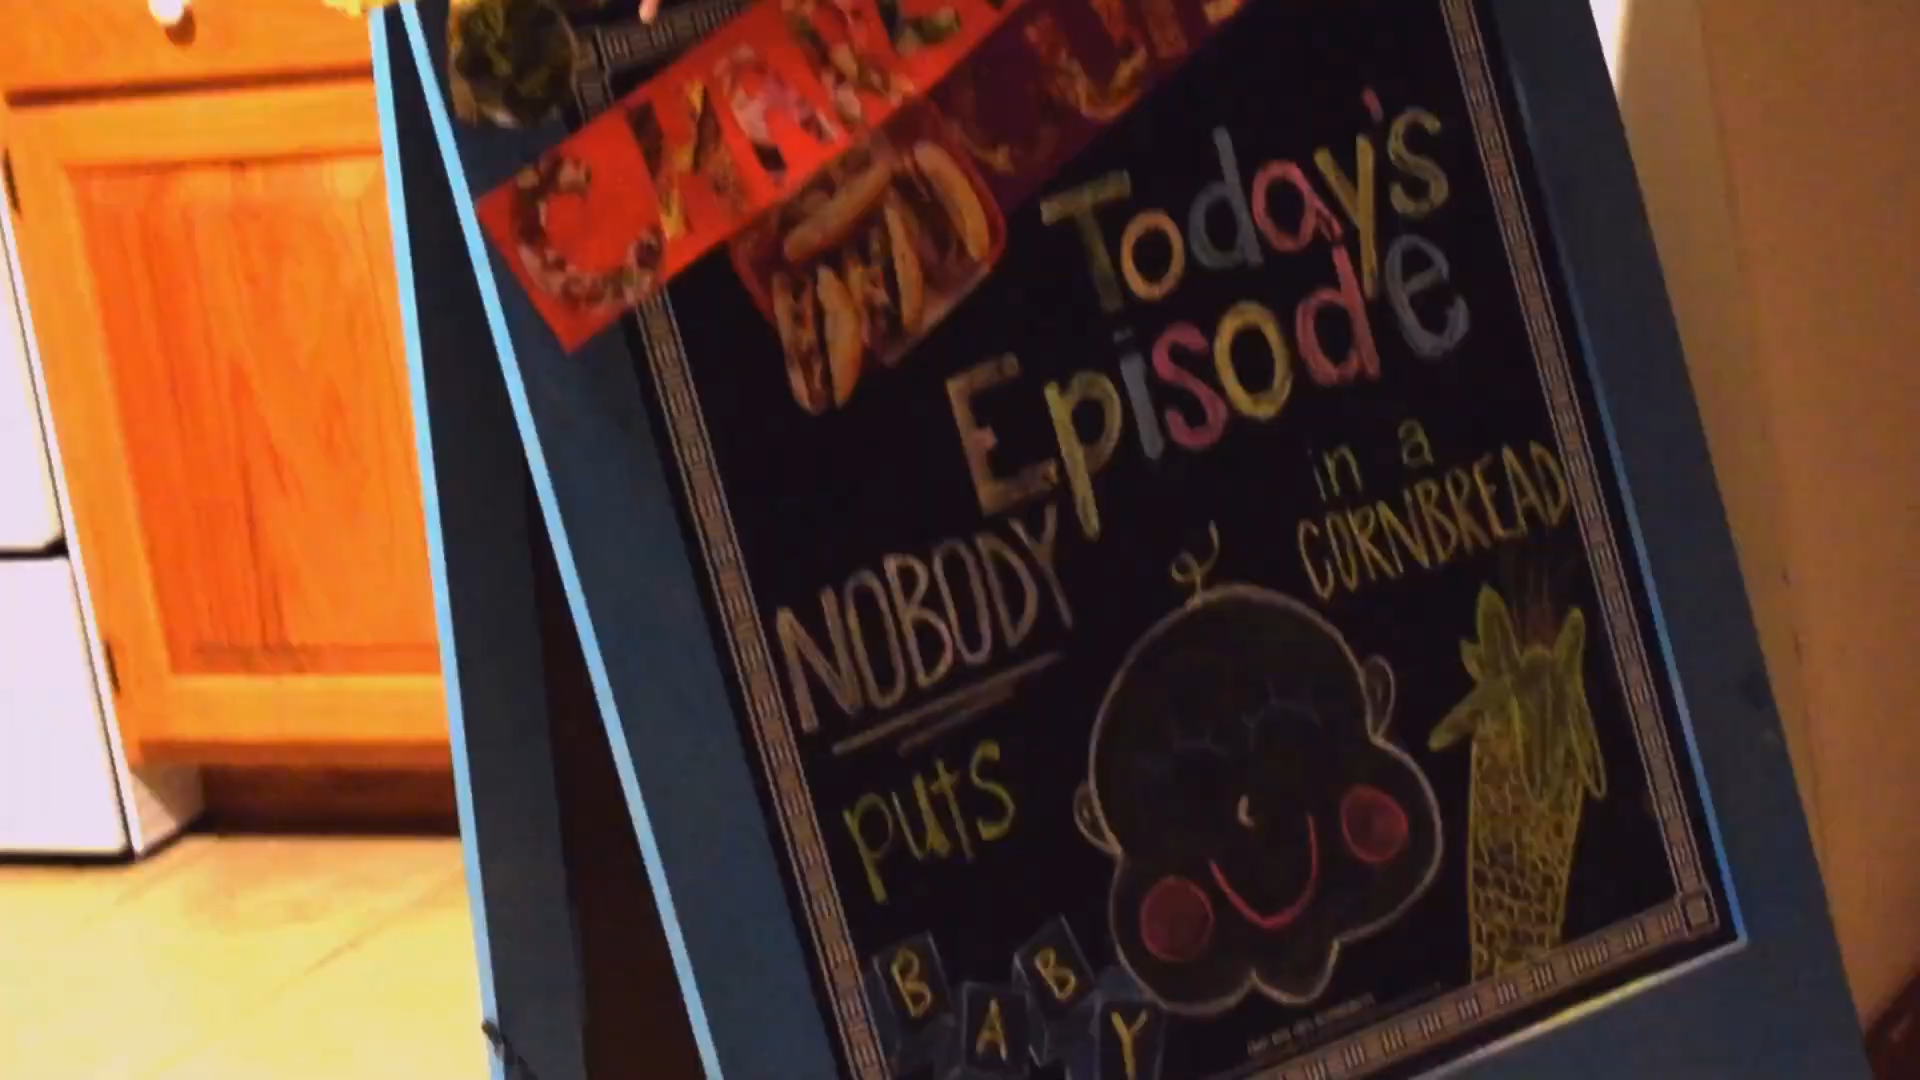 Today's
Episode
NOBODY
puts
BABY
in a
CORNBREAD